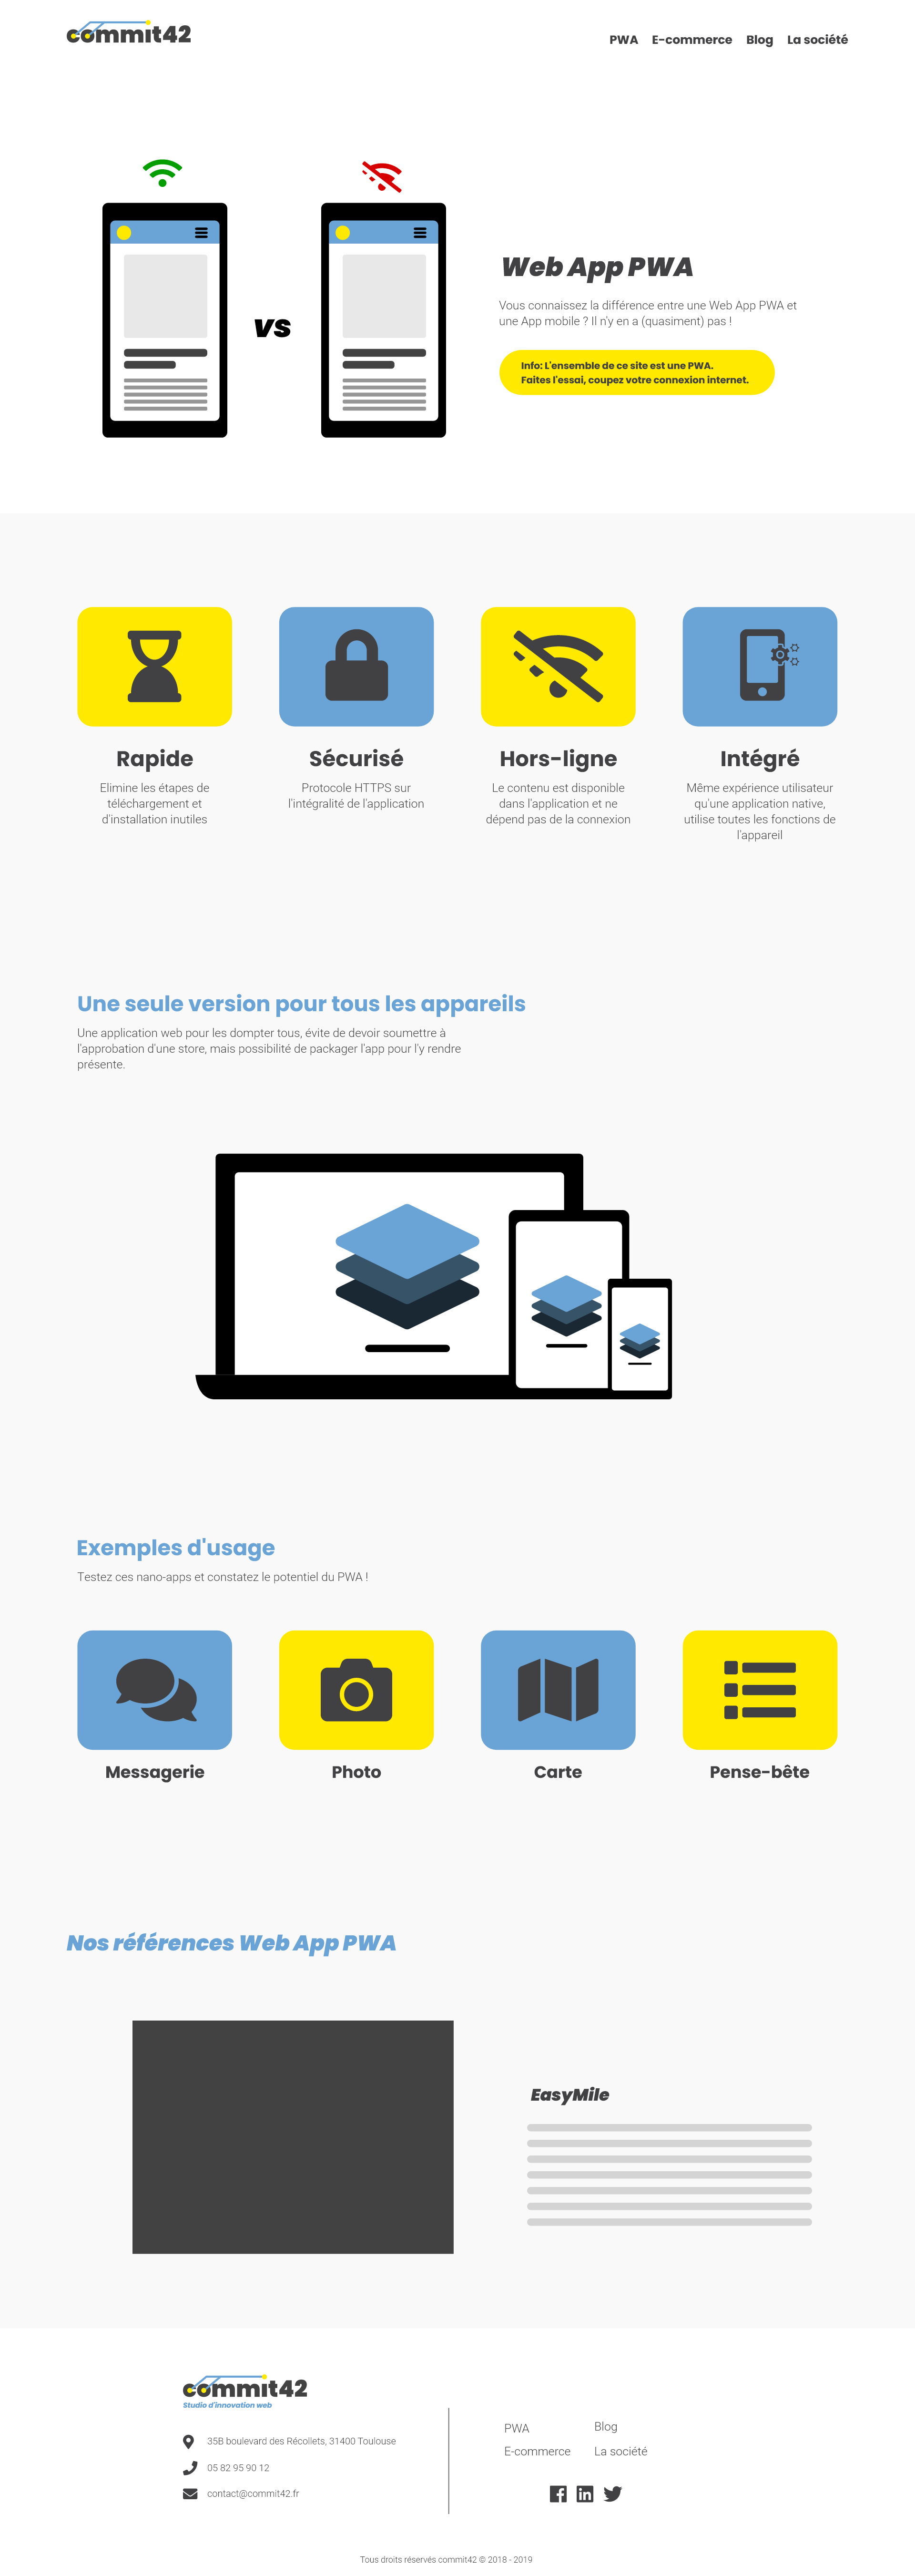 commit42
PWA E-commerce Blog La société
vs
Web App PWA
Vous connaissez la différence entre une Web App PWA et
une App mobile ? Il n'y en a (quasiment) pas !
Info: L'ensemble de ce site est une PWA.
Faites l'essai, coupez votre connexion internet.
Rapide
Elimine les étapes de
téléchargement et
d'installation inutiles
Sécurisé
Protocole HTTPS sur
l'intégralité de l'application
Hors-ligne
Le contenu est disponible
dans l'application et ne
dépend pas de la connexion
Intégré
Même expérience utilisateur
qu'une application native,
utilise toutes les fonctions de
l'appareil
Une seule version pour tous les appareils
Une application web pour les dompter tous, évite de devoir soumettre à
l'approbation d'une store, mais possibilité de packager l'app pour l'y rendre
présente.
Exemples d'usage
Testez ces nano-apps et constatez le potentiel du PWA !
Messagerie
Photo
Carte
Pense-bête
Nos références Web App PWA
EasyMile
commit42
Studio d'innovation web
35B boulevard des Récollets, 31400 Toulouse
05 82 95 90 12
contact@commit42.fr
PWA Blog
E-commerce La société
Tous droits réservés commit42 © 2018 - 2019